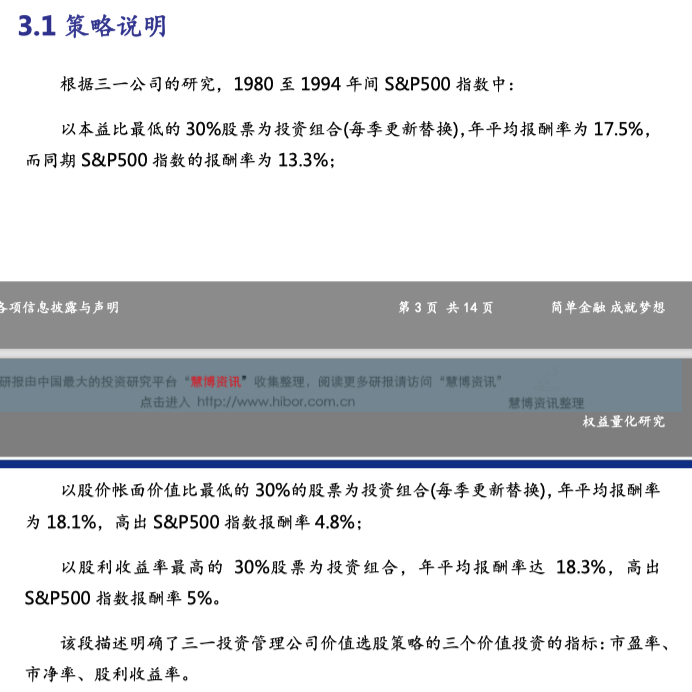 3.1 策略说明
根据三一公司的研究，1980 至 1994 年间 S&P500 指数中：
以本益比最低的 30%股票为投资组合(每季更新替换),年平均报酬率为 17.5%，
而同期 S&P500 指数的报酬率为 13.3%；
各项信息披露与声明 第 3 页 共 14 页 简单金融 成就梦想
研报由中国最大的投资研究平台“慧博资讯”收集整理，阅读更多研报请访问“慧博资讯”
点击进入 http://www.hibor.com.cn 慧博资讯整理
权益量化研究
以股价帐面价值比最低的 30%的股票为投资组合(每季更新替换)，年平均报酬率
为 18.1%，高出 S&P500 指数报酬率 4.8%；
以股利收益率最高的 30%股票为投资组合，年平均报酬率达 18.3%，高出
S&P500 指数报酬率 5%。
该段描述明确了三一投资管理公司价值选股策略的三个价值投资的指标：市盈率、
市净率、股利收益率。